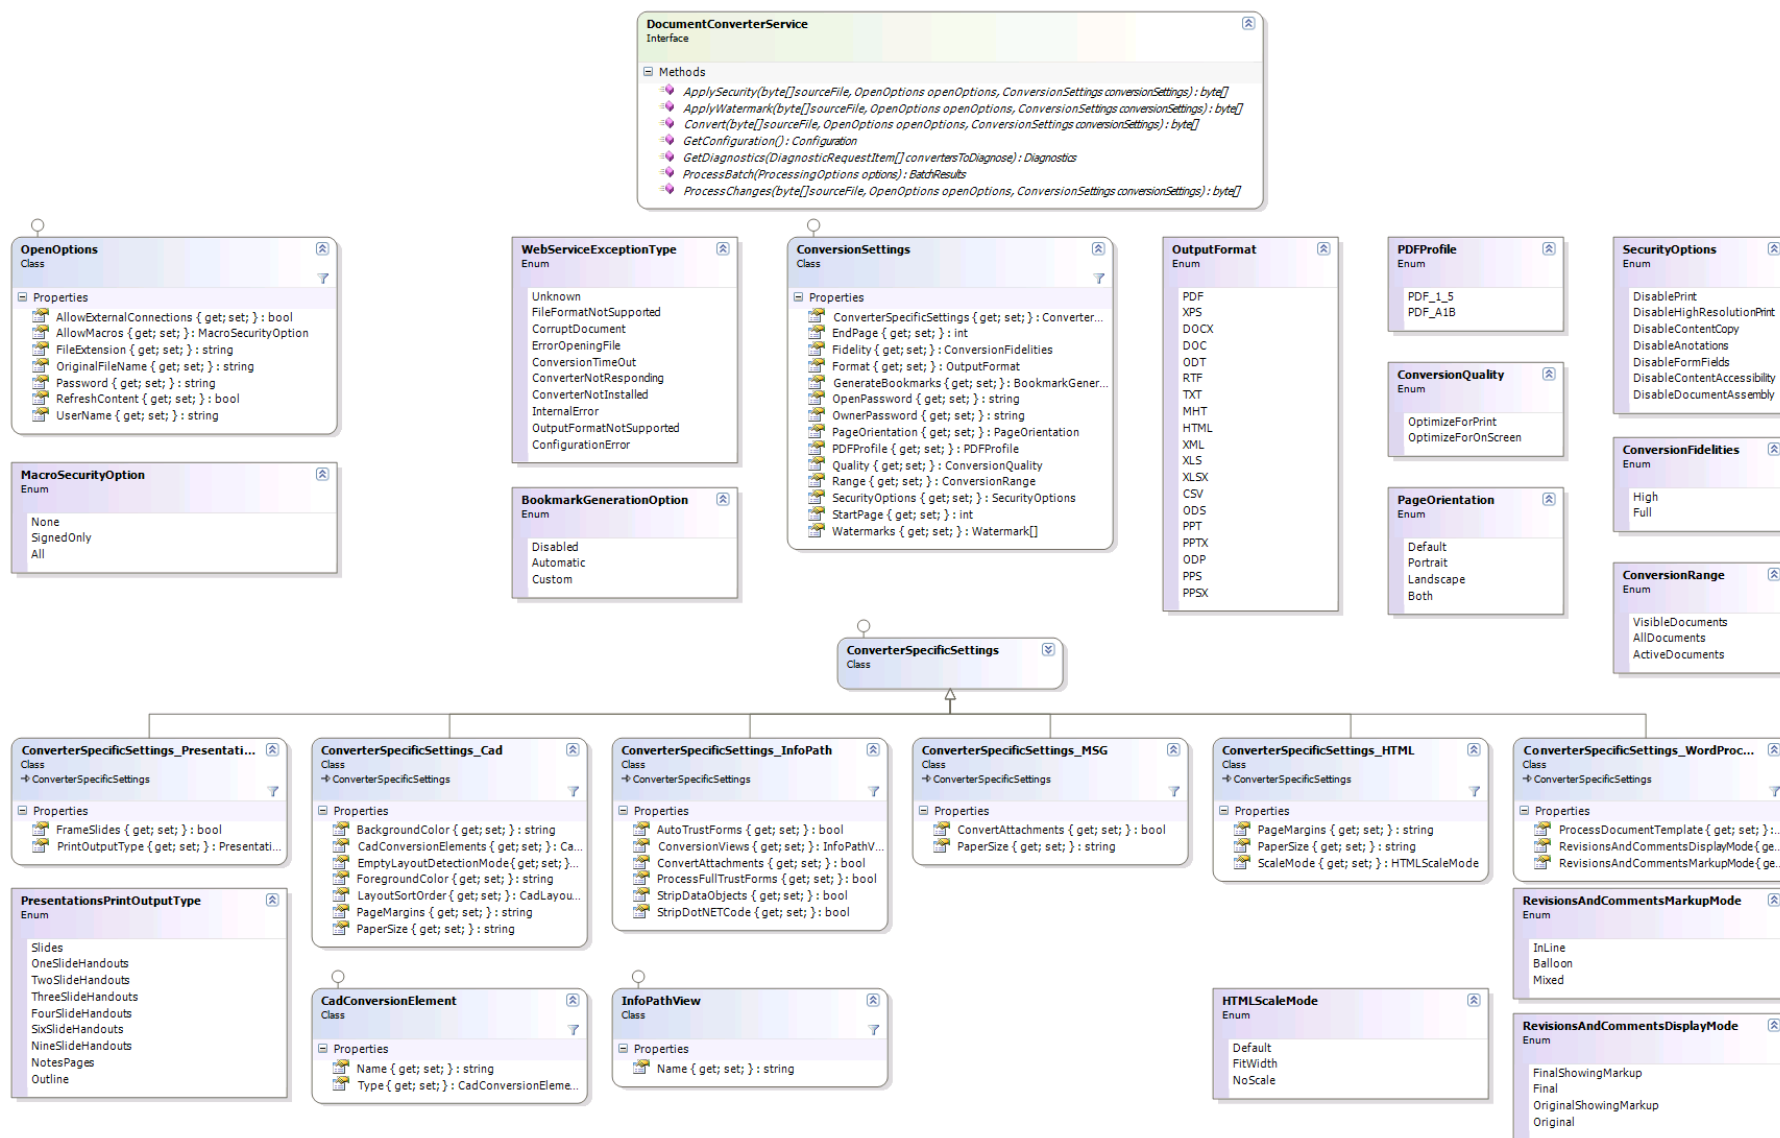 DocumentConverterService
Interface
Methods
ApplySecurity(byte[] sourceFile, OpenOptions openOptions, ConversionSettings conversionSettings) : byte[]
ApplyWatermark(byte[] sourceFile, OpenOptions openOptions, ConversionSettings conversionSettings) : byte[]
Convert(byte[] sourceFile, OpenOptions openOptions, ConversionSettings conversionSettings) : byte[]
GetConfiguration() : Configuration
GetDiagnostics(DiagnosticRequestItem[] convertersToDiagnose) : Diagnostics
ProcessBatch(ProcessingOptions options) : BatchResults
ProcessChanges(byte[] sourceFile, OpenOptions openOptions, ConversionSettings conversionSettings) : byte[]
OpenOptions
Class
Properties
AllowExternalConnections { get; set; } : bool
AllowMacros { get; set; } : MacroSecurityOption
FileExtension { get; set; } : string
OriginalFileName { get; set; } : string
Password { get; set; } : string
RefreshContent { get; set; } : bool
UserName { get; set; } : string
MacroSecurityOption
Enum
None
SignedOnly
All
WebServiceExceptionType
Enum
Unknown
FileFormatNotSupported
CorruptDocument
ErrorOpeningFile
ConversionTimeOut
ConverterNotResponding
ConverterNotInstalled
InternalError
OutputFormatNotSupported
ConfigurationError
BookmarkGenerationOption
Enum
Disabled
Automatic
Custom
ConversionSettings
Class
Properties
ConverterSpecificSettings { get; set; } : Converter...
EndPage { get; set; } : int
Fidelity { get; set; } : ConversionFidelities
Format { get; set; } : OutputFormat
GenerateBookmarks { get; set; } : BookmarkGener...
OpenPassword { get; set; } : string
OwnerPassword { get; set; } : string
PageOrientation { get; set; } : PageOrientation
PDFProfile { get; set; } : PDFProfile
Quality { get; set; } : ConversionQuality
Range { get; set; } : ConversionRange
SecurityOptions { get; set; } : SecurityOptions
StartPage { get; set; } : int
Watermarks { get; set; } : Watermark[]
OutputFormat
Enum
PDF
XPS
DOCX
DOC
ODT
RTF
TXT
MHT
HTML
XML
XLS
XLSX
CSV
ODS
PPT
PPTX
ODP
PPS
PPSX
PDFProfile
Enum
PDF_1_5
PDF_A1B
ConversionQuality
Enum
OptimizeForPrint
OptimizeForOnScreen
PageOrientation
Enum
Default
Portrait
Landscape
Both
SecurityOptions
Enum
DisablePrint
DisableHighResolutionPrint
DisableContentCopy
DisableAnotations
DisableFormFields
DisableContentAccessibility
DisableDocumentAssembly
ConversionFidelities
Enum
High
Full
ConversionRange
Enum
VisibleDocuments
AllDocuments
ActiveDocuments
ConverterSpecificSettings
Class
ConverterSpecificSettings_Presentati...
Class
ConverterSpecificSettings
Properties
FrameSlides { get; set; } : bool
PrintOutputType { get; set; } : Presentati...
PresentationsPrintOutputType
Enum
Slides
OneSlideHandouts
TwoSlideHandouts
ThreeSlideHandouts
FourSlideHandouts
SixSlideHandouts
NineSlideHandouts
NotesPages
Outline
ConverterSpecificSettings_Cad
Class
ConverterSpecificSettings
Properties
BackgroundColor { get; set; } : string
CadConversionElements { get; set; } : Ca...
EmptyLayoutDetectionMode { get; set; }...
ForegroundColor { get; set; } : string
LayoutSortOrder { get; set; } : CadLayou...
PageMargins { get; set; } : string
PaperSize { get; set; } : string
CadConversionElement
Class
Properties
Name { get; set; } : string
Type { get; set; } : CadConversionEleme...
ConverterSpecificSettings_InfoPath
Class
ConverterSpecificSettings
Properties
AutoTrustForms { get; set; } : bool
ConversionViews { get; set; } : InfoPathV...
ConvertAttachments { get; set; } : bool
ProcessFullTrustForms { get; set; } : bool
StripDataObjects { get; set; } : bool
StripDotNETCode { get; set; } : bool
InfoPathView
Class
Properties
Name { get; set; } : string
ConverterSpecificSettings_MSG
Class
ConverterSpecificSettings
Properties
ConvertAttachments { get; set; } : bool
PaperSize { get; set; } : string
ConverterSpecificSettings_HTML
Class
ConverterSpecificSettings
Properties
PageMargins { get; set; } : string
PaperSize { get; set; } : string
ScaleMode { get; set; } : HTMLScaleMode
HTMLScaleMode
Enum
Default
FitWidth
NoScale
ConverterSpecificSettings_WordProc...
Class
ConverterSpecificSettings
Properties
ProcessDocumentTemplate { get; set; } :...
RevisionsAndCommentsDisplayMode { ge...
RevisionsAndCommentsMarkupMode { ge...
RevisionsAndCommentsMarkupMode
Enum
InLine
Balloon
Mixed
RevisionsAndCommentsDisplayMode
Enum
FinalShowingMarkup
Final
OriginalShowingMarkup
Original